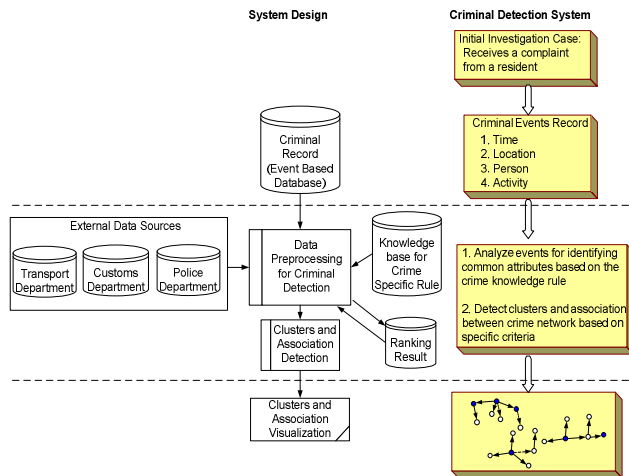 System Design
Criminal Detection System
Initial Investigation Case:
Receives a complaint
from a resident
Criminal Events Record
1. Time
2. Location
3. Person
4. Activity
Criminal
Record
(Event Based
Database)
External Data Sources
Transport
Department
Customs
Department
Police
Department
Data
Preprocessing
for Criminal
Detection
Knowledge
base for
Crime
Specific Rule
1. Analyze events for identifying
common attributes based on the
crime knowledge rule
2. Detect clusters and association
between crime network based on
specific criteria
Clusters and
Association
Detection
Ranking
Result
Clusters and
Association
Visualization